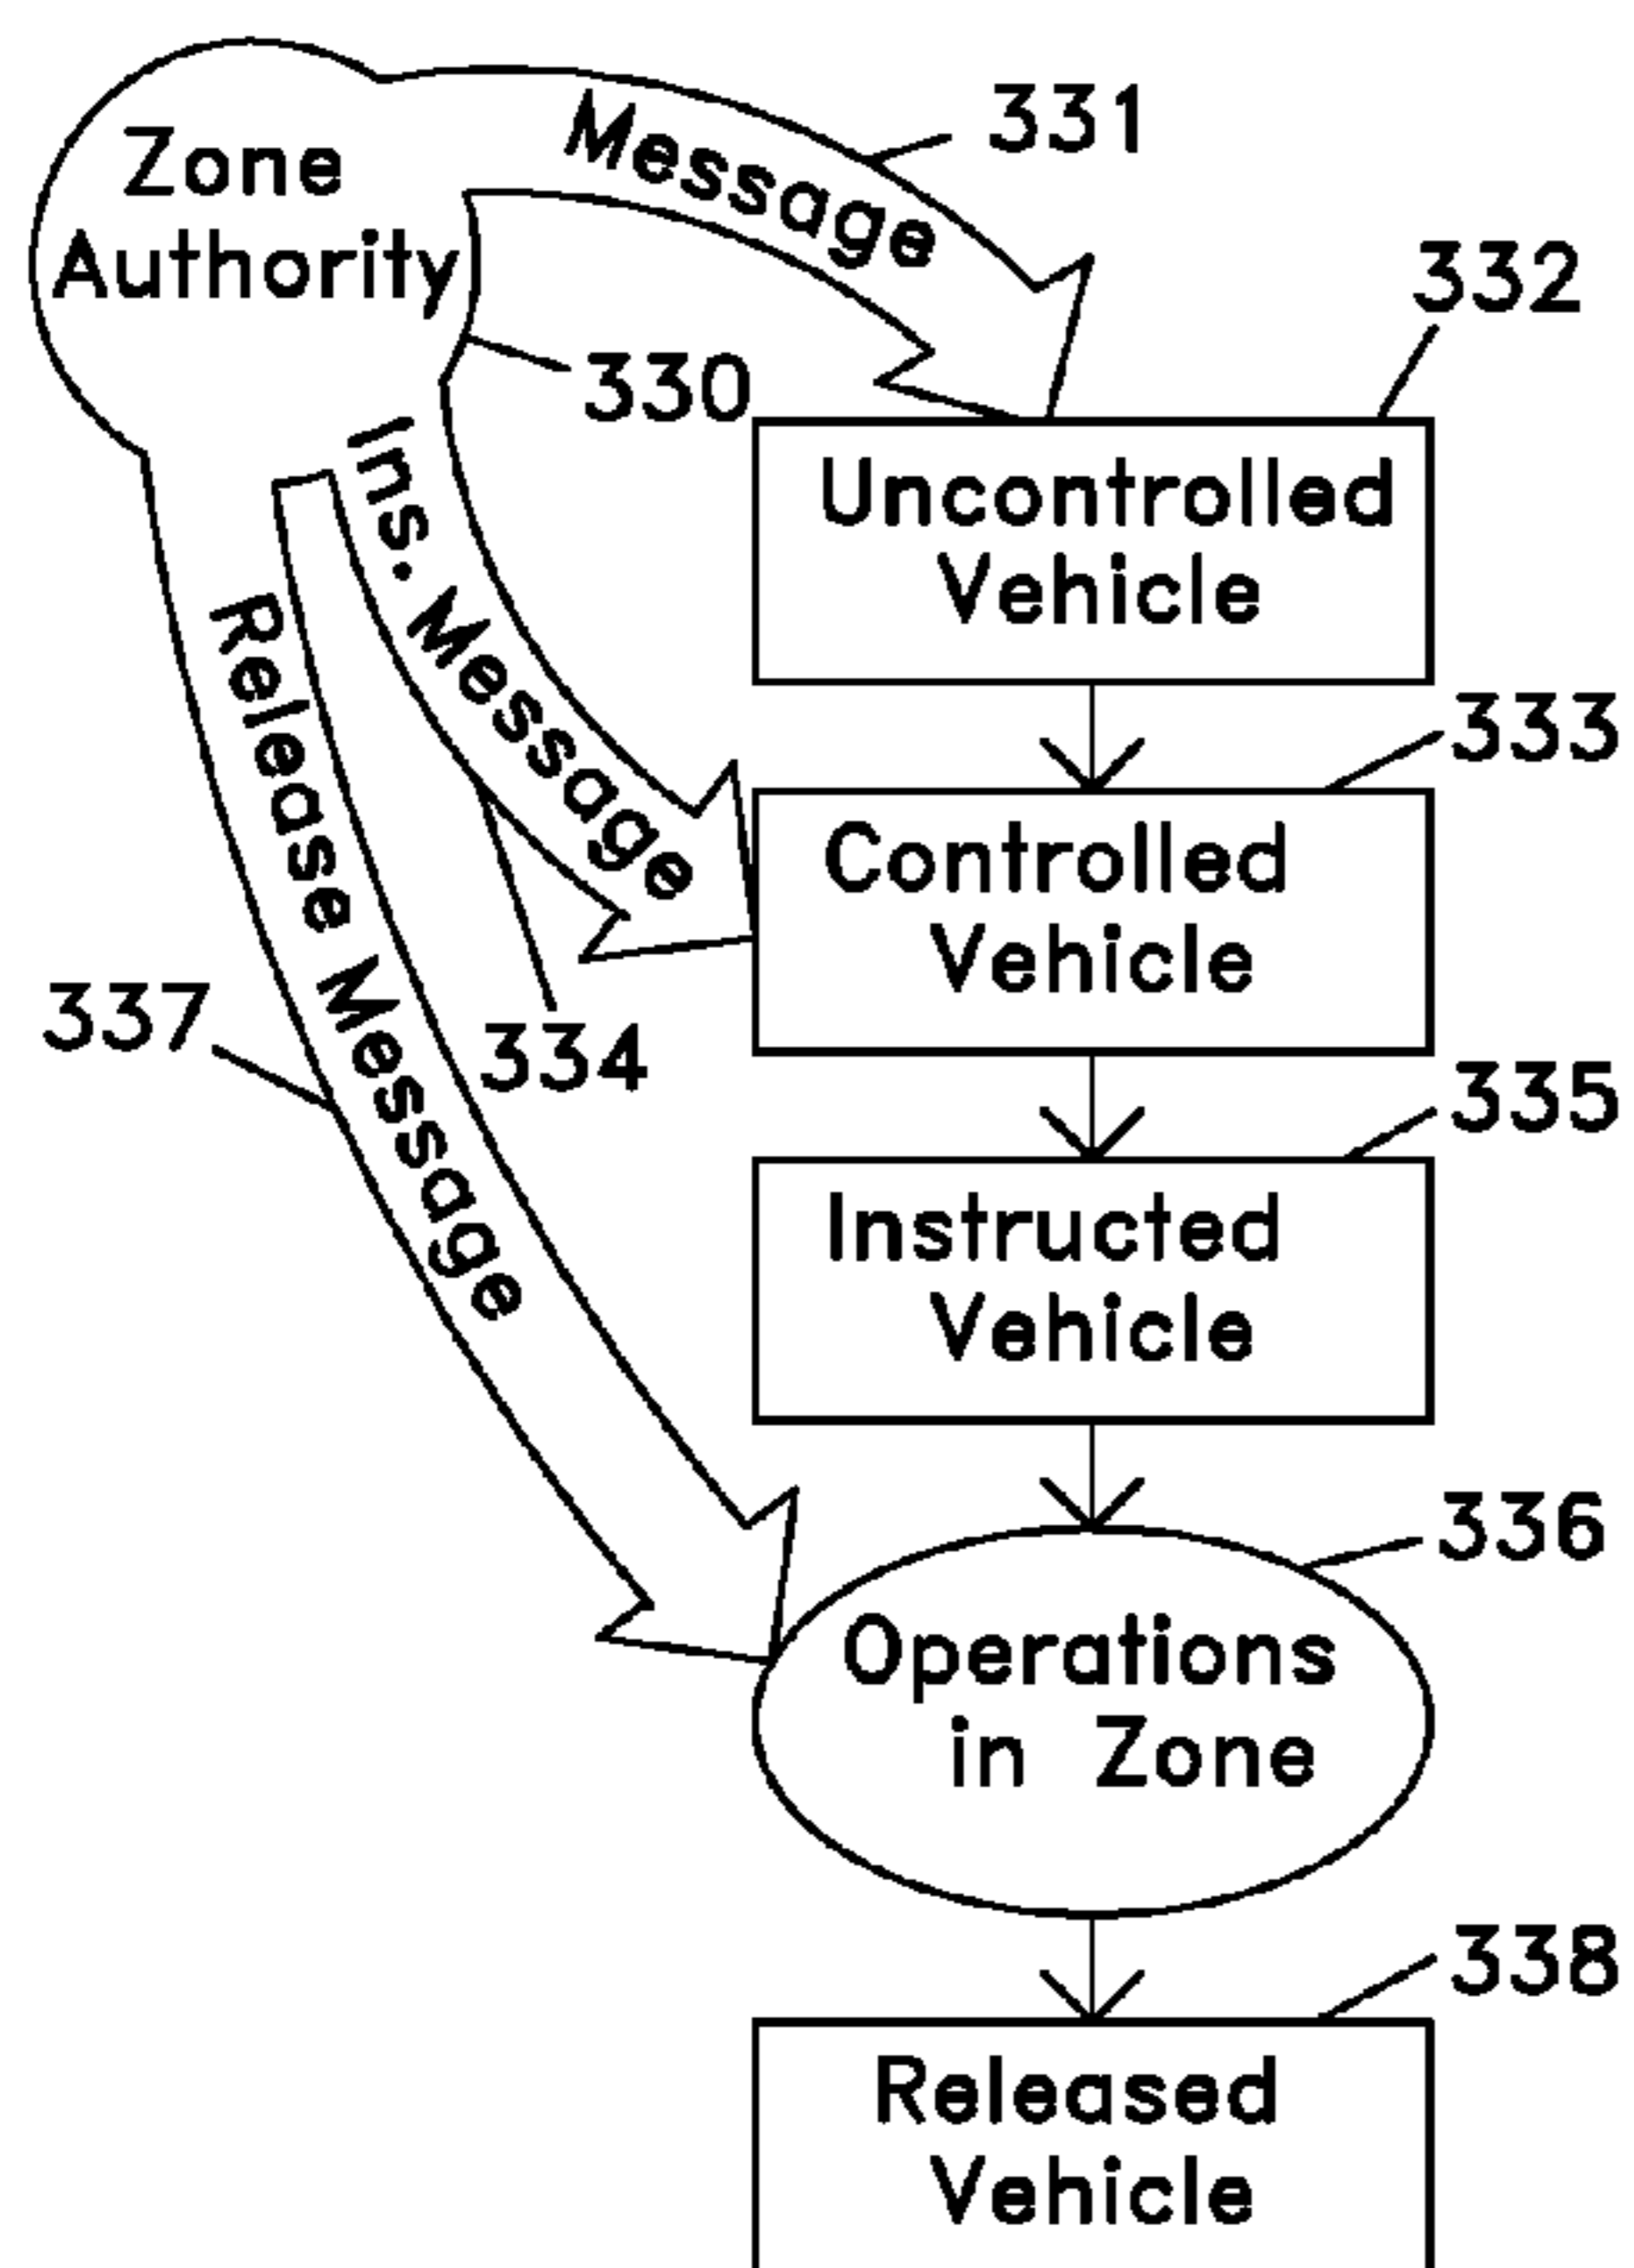 Zone
Authority
Message
331
332
330
Uncontrolled
Vehicle
Ins. Message
333
Controlled
Vehicle
Release Message
337
334
335
Instructed
Vehicle
336
Operations
in Zone
338
Released
Vehicle